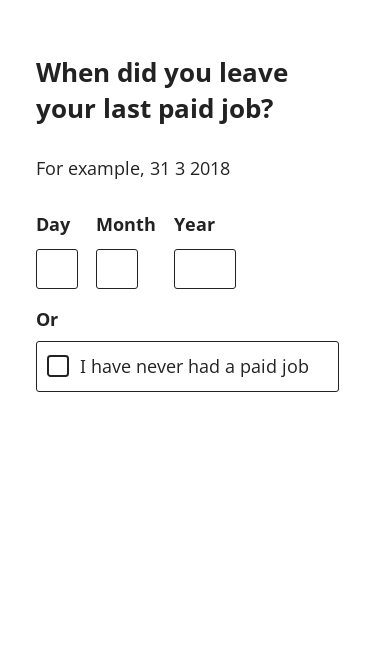 When did you leave
your last paid job?
For example, 31 3 2018
Day Month Year
Or
I have never had a paid job